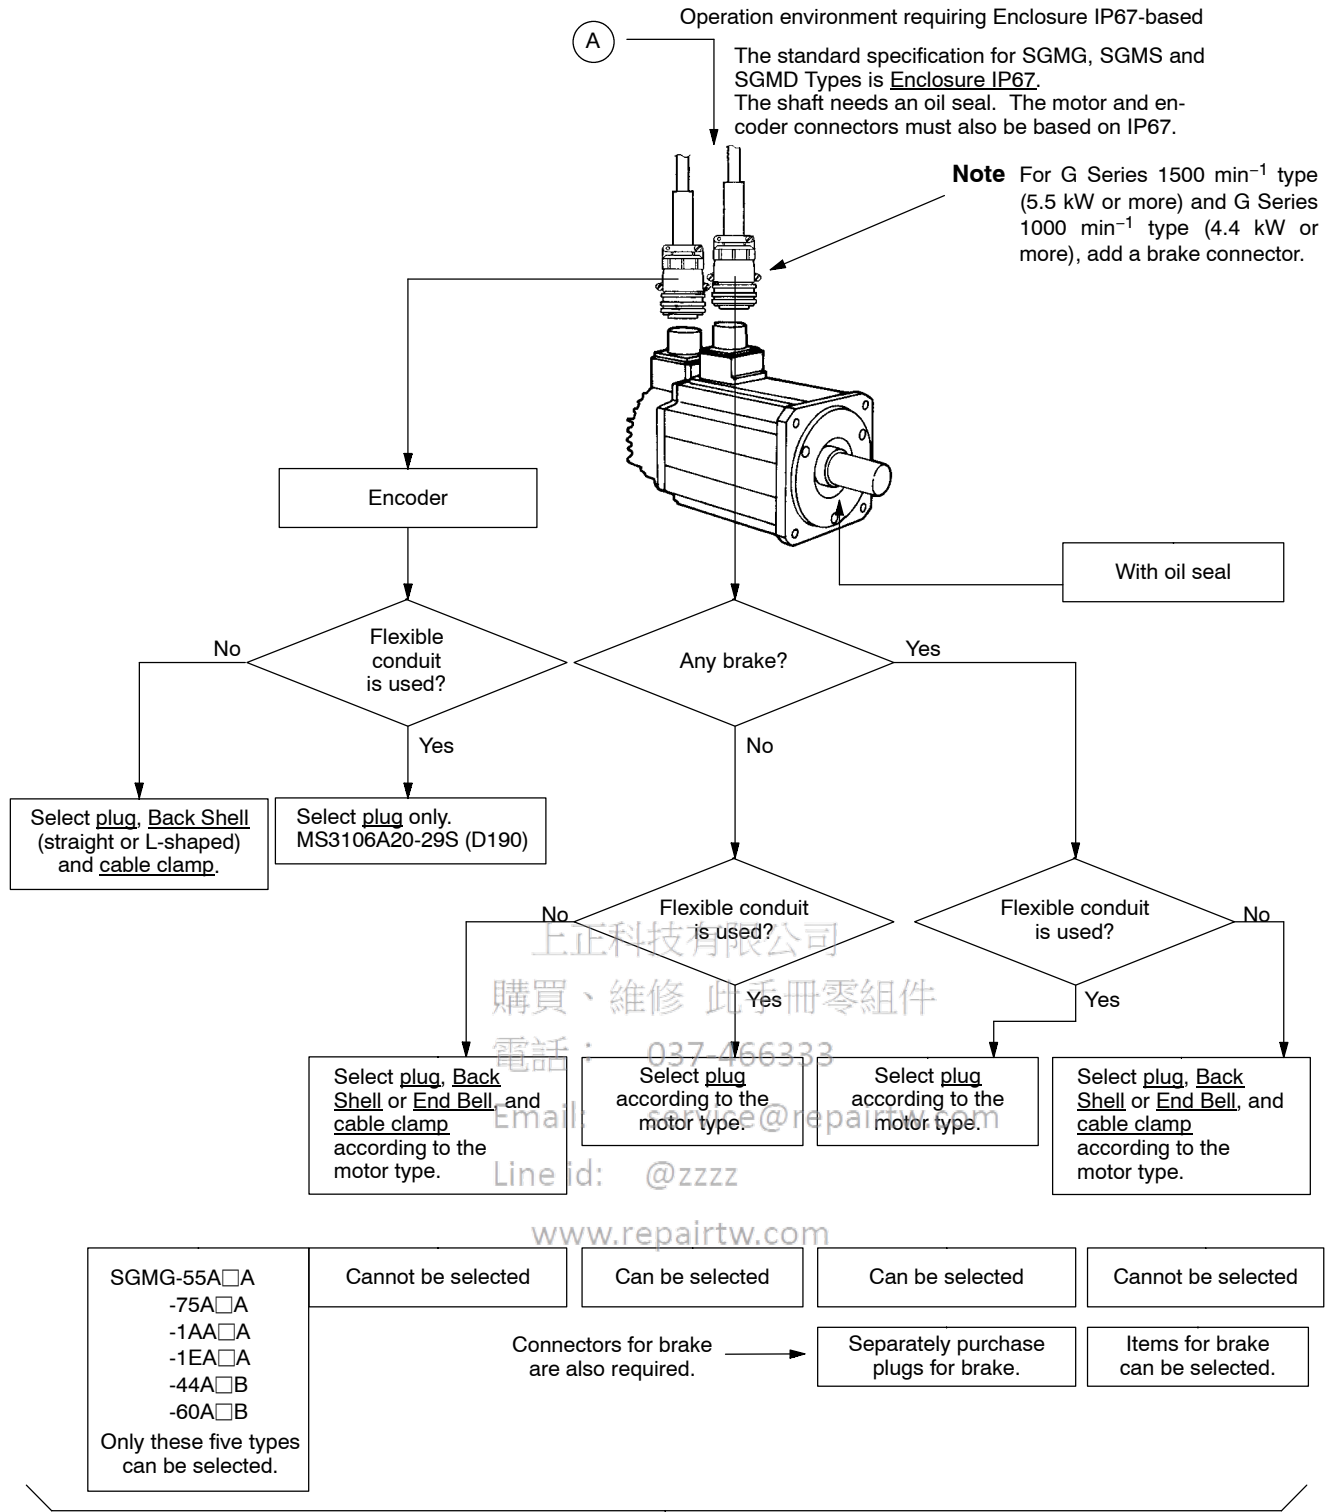 Operation environment requiring Enclosure IP67-based
A
The standard specification for SGMG, SGMS and
SGMD Types is Enclosure IP67.
The shaft needs an oil seal. The motor and en-
coder connectors must also be based on IP67.
Note For G Series 1500 min⁻¹ type
(5.5 kW or more) and G Series
1000 min⁻¹ type (4.4 kW or
more), add a brake connector.
Encoder
With oil seal
No
Flexible
conduit
is used?
Yes
Any brake?
Yes
No
Select plug, Back Shell
(straight or L-shaped)
and cable clamp.
Select plug only.
MS3106A20-29S (D190)
No
Flexible conduit
is used?
Yes
Flexible conduit
is used?
No
Yes
上正科技有限公司
購買、維修 此手冊零組件
電話： 037-466333
Email: service@repairtw.com
Line id: @zzzz
www.repairtw.com
Select plug, Back
Shell or End Bell, and
cable clamp
according to the
motor type.
Select plug
according to the
motor type.
Select plug
according to the
motor type.
Select plug, Back
Shell or End Bell, and
cable clamp
according to the
motor type.
SGMG-55A□A
-75A□A
-1AA□A
-1EA□A
-44A□B
-60A□B
Only these five types
can be selected.
Cannot be selected
Can be selected
Can be selected
Cannot be selected
Connectors for brake
are also required.
Separately purchase
plugs for brake.
Items for brake
can be selected.